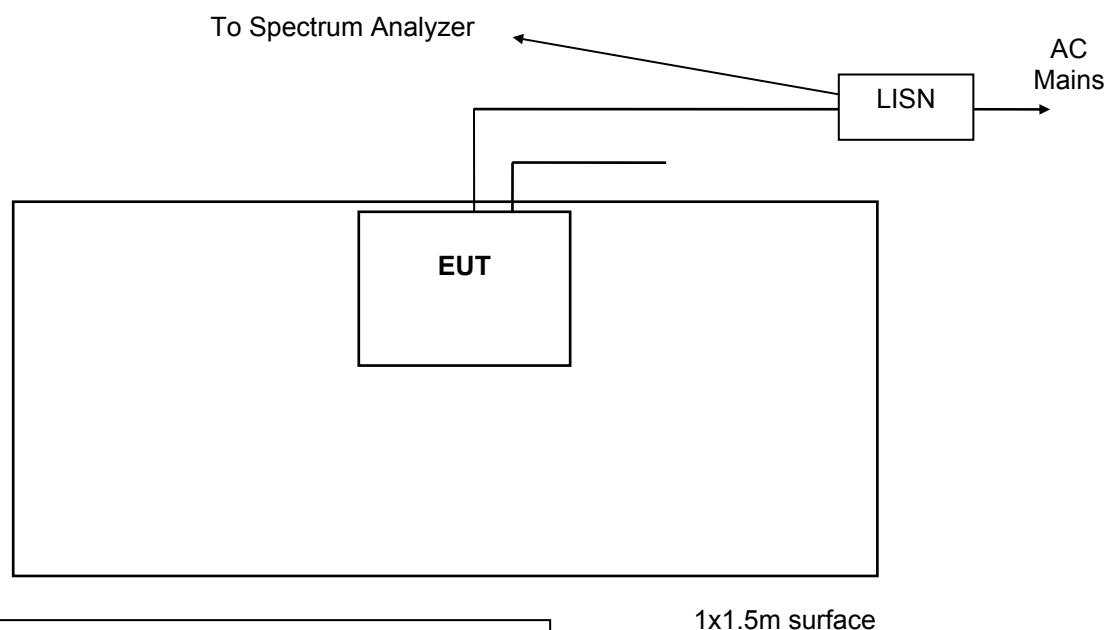 To Spectrum Analyzer
AC
Mains
LISN
EUT
1x1.5m surface